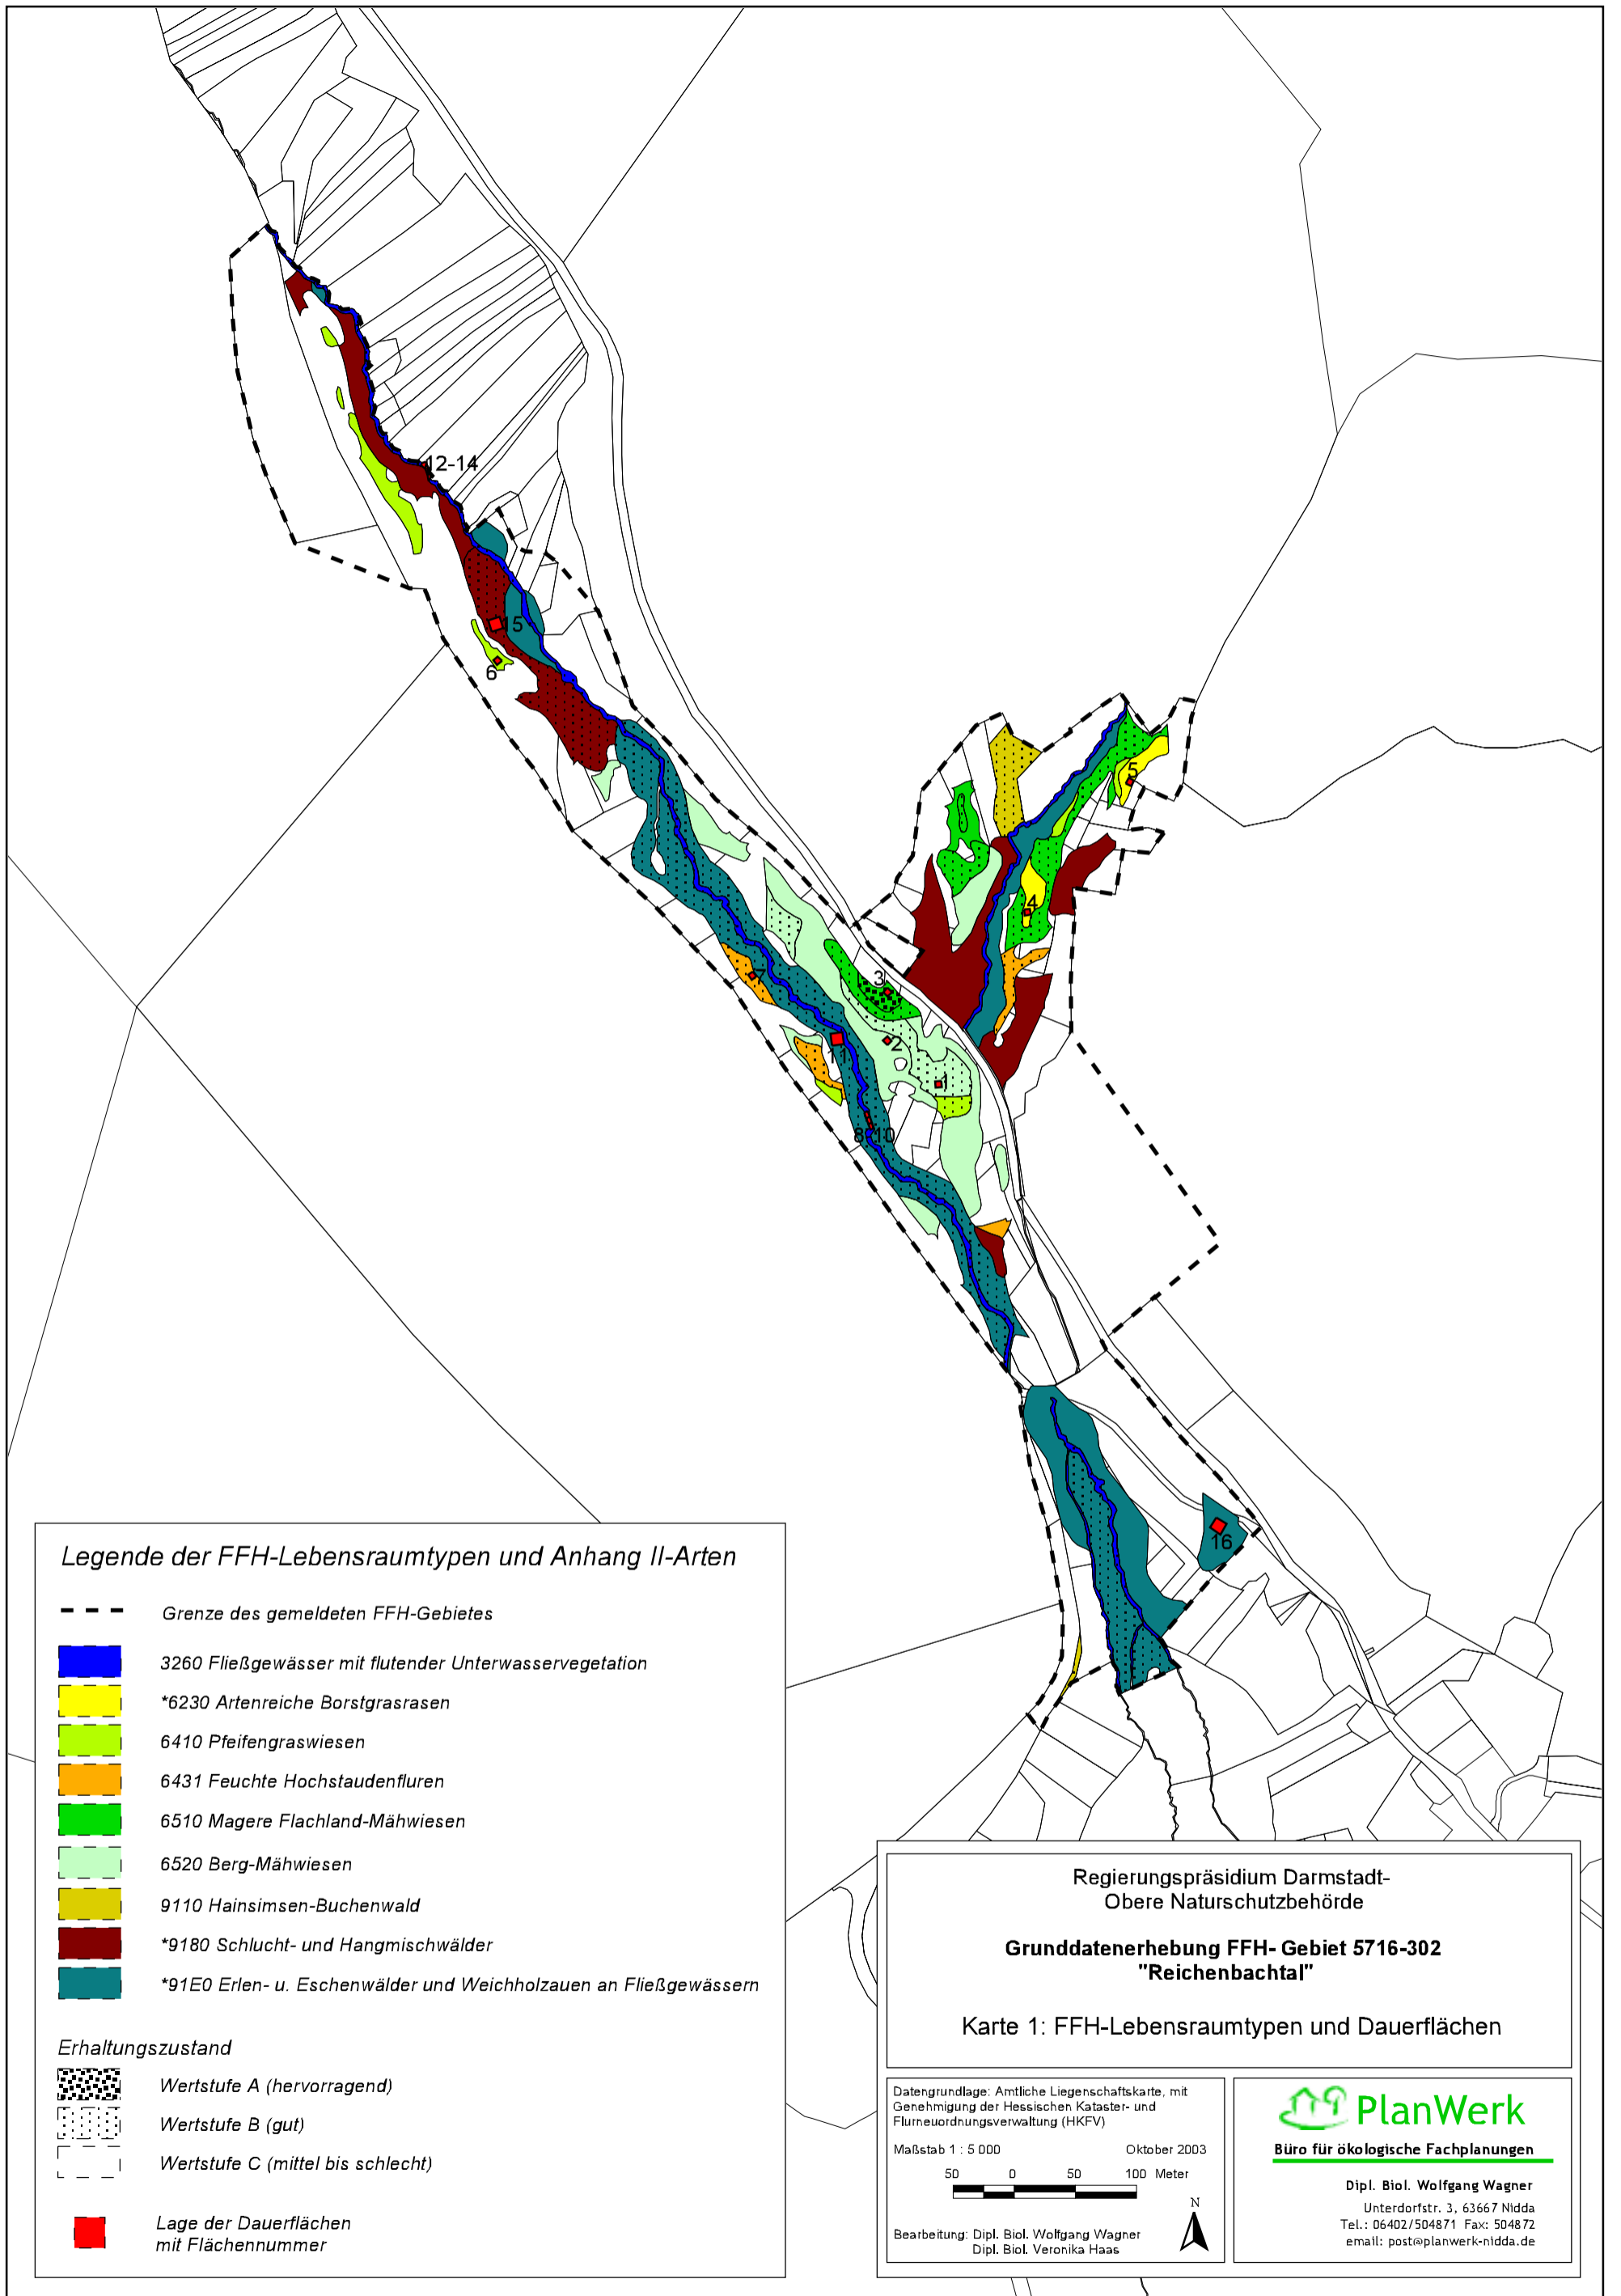 12-14
15
6
5
4
3
7
2
11
1
8-10
16
Legende der FFH-Lebensraumtypen und Anhang II-Arten
Grenze des gemeldeten FFH-Gebietes
3260 Fließgewässer mit flutender Unterwasservegetation
*6230 Artenreiche Borstgrasrasen
6410 Pfeifengraswiesen
6431 Feuchte Hochstaudenfluren
6510 Magere Flachland-Mähwiesen
6520 Berg-Mähwiesen
9110 Hainsimsen-Buchenwald
*9180 Schlucht- und Hangmischwälder
*91E0 Erlen- u. Eschenwälder und Weichholzauen an Fließgewässern
Erhaltungszustand
Wertstufe A (hervorragend)
Wertstufe B (gut)
Wertstufe C (mittel bis schlecht)
Lage der Dauerflächen
mit Flächennummer
Regierungspräsidium Darmstadt-
Obere Naturschutzbehörde
Grunddatenerhebung FFH- Gebiet 5716-302
"Reichenbachtal"
Karte 1: FFH-Lebensraumtypen und Dauerflächen
Datengrundlage: Amtliche Liegenschaftskarte, mit
Genehmigung der Hessischen Kataster- und
Flurneuordnungsverwaltung (HKFV)
Maßstab 1 : 5 000 Oktober 2003
50 0 50 100 Meter
N
Bearbeitung: Dipl. Biol. Wolfgang Wagner
Dipl. Biol. Veronika Haas
PlanWerk
Büro für ökologische Fachplanungen
Dipl. Biol. Wolfgang Wagner
Unterdorfstr. 3, 63667 Nidda
Tel.: 06402/504871 Fax: 504872
email: post@planwerk-nidda.de